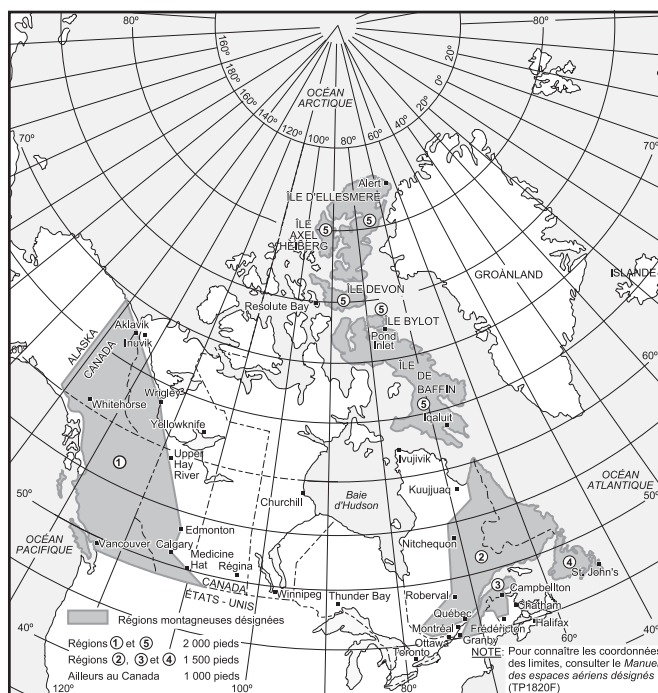 80º
80º
160º
180º
160º
140º
120º
100º
80º
60º
40º
20º
0º
20º
OCÉAN
ARCTIQUE
70º
70º
Alert
ÎLE D'ELLESMERE
ÎLE
AXEL
HEIBERG
5
5
GROÀNLAND
ISLANDE
ÎLE DEVON
5
5
Resolute Bay
ÎLE BYLOT
Pond
Inlet
ÎLE
DE
BAFFIN
5
Iqaluit
ALASKA
CANADA
Aklavik
Inuvik
60º
60º
Whitehorse
Wrigley
Yellowknife
1
Upper
Hay
River
Ivujivik
Kuujjuaq
OCÉAN
ATLANTIQUE
50º
50º
Churchill
Baie
d'Hudson
Nitchequon
2
OCÉAN
PACIFIQUE
Vancouver
Edmonton
Calgary
Medicine
Hat
Régina
CANADA
ÉTATS - UNIS
Winnipeg
Thunder Bay
Roberval
Québec
Montréal
Ottawa
Granby
Toronto
3
Campbellton
Shatham
Frédéricton
Halifax
4
St. John's
40º
40º
120º
100º
80º
60º
Régions montagneuses désignées
Régions 1 et 5 2 000 pieds
Régions 2, 3 et 4 1 500 pieds
Ailleurs au Canada 1 000 pieds
NOTE: Pour connaître les coordonnées
des limites, consulter le Manuel
des espaces aériens désignés
(TP1820F)